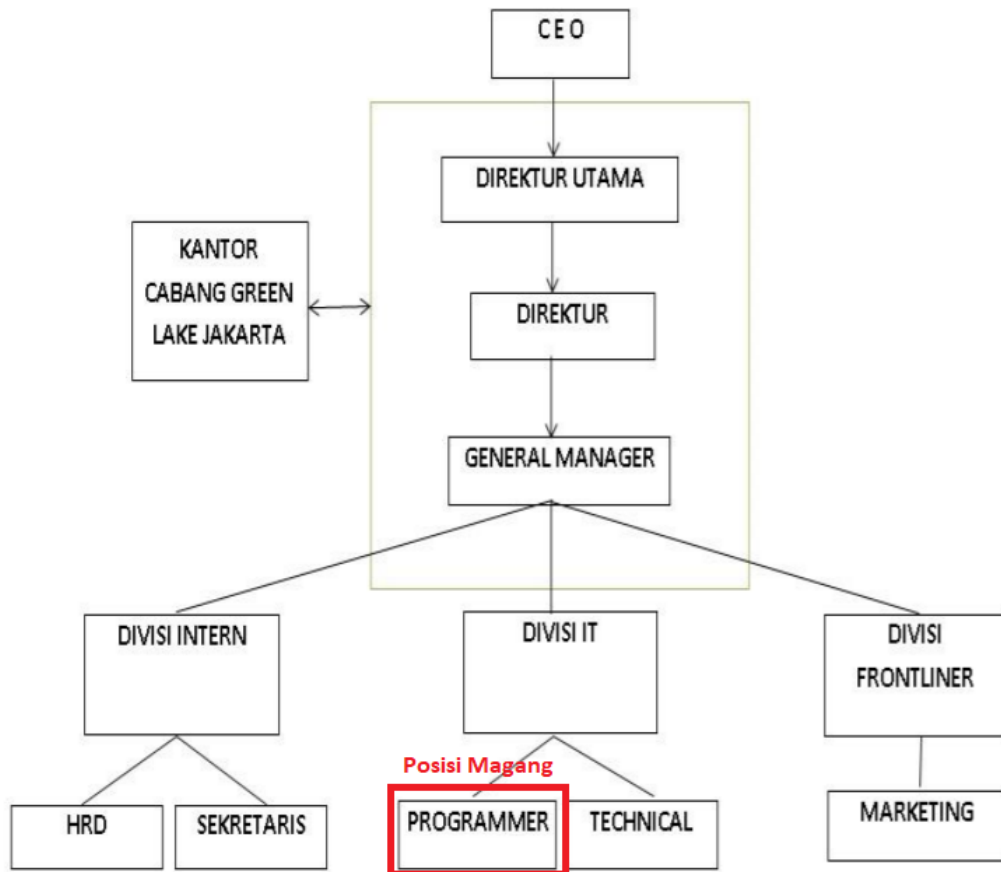 CEO
DIREKTUR UTAMA
KANTOR
CABANG GREEN
LAKE JAKARTA
DIREKTUR
GENERAL MANAGER
DIVISI INTERN
DIVISI IT
DIVISI
FRONTLINER
Posisi Magang
HRD
SEKRETARIS
PROGRAMMER
TECHNICAL
MARKETING